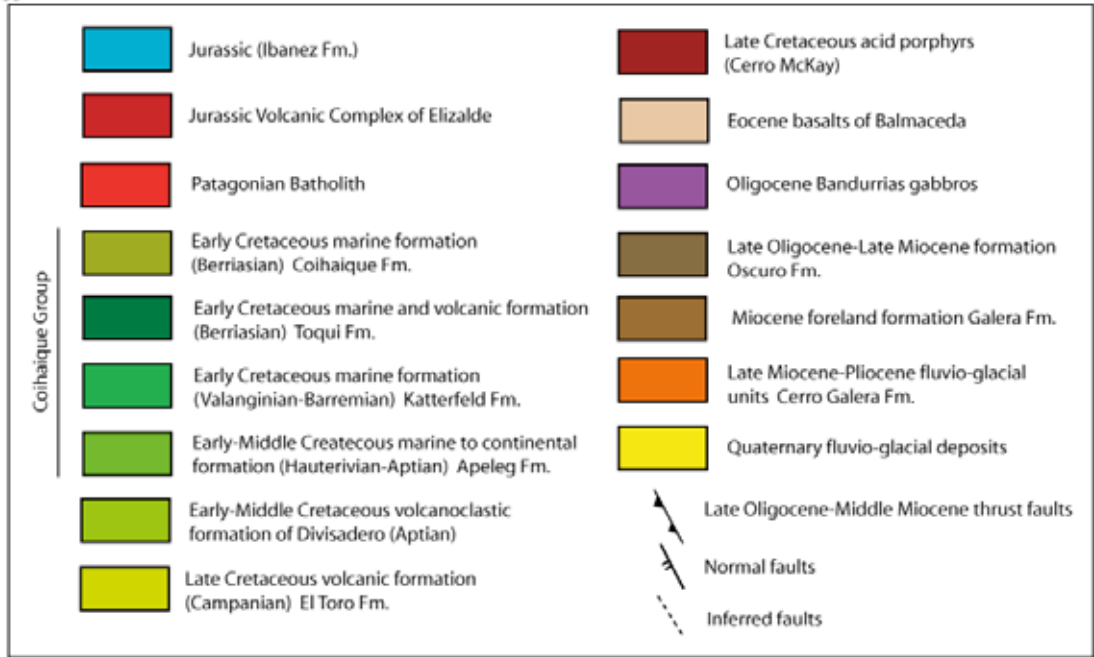 Jurassic (Ibanez Fm.)
Jurassic Volcanic Complex of Elizalde
Patagonian Batholith
Coihaique Group
Early Cretaceous marine formation
(Berriasian) Coihaique Fm.
Early Cretaceous marine and volcanic formation
(Berriasian) Toqui Fm.
Early Cretaceous marine formation
(Valanginian-Barremian) Katterfeld Fm.
Early-Middle Createcous marine to continental
formation (Hauterivian-Aptian) Apeleg Fm.
Early-Middle Cretaceous volcanoclastic
formation of Divisadero (Aptian)
Late Cretaceous volcanic formation
(Campanian) El Toro Fm.
Late Cretaceous acid porphyrs
(Cerro McKay)
Eocene basalts of Balmaceda
Oligocene Bandurrias gabbros
Late Oligocene-Late Miocene formation
Oscuro Fm.
Miocene foreland formation Galera Fm.
Late Miocene-Pliocene fluvio-glacial
units Cerro Galera Fm.
Quaternary fluvio-glacial deposits
Late Oligocene-Middle Miocene thrust faults
Normal faults
Inferred faults